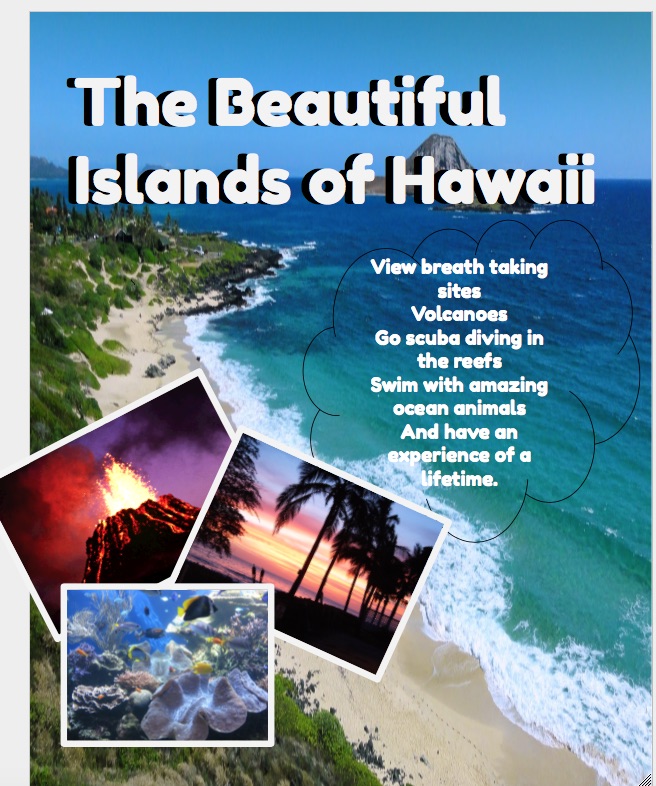 The Beautiful
Islands of Hawaii
View breath taking
sites
Volcanoes
Go scuba diving in
the reefs
Swim with amazing
ocean animals
And have an
experience of a
lifetime.